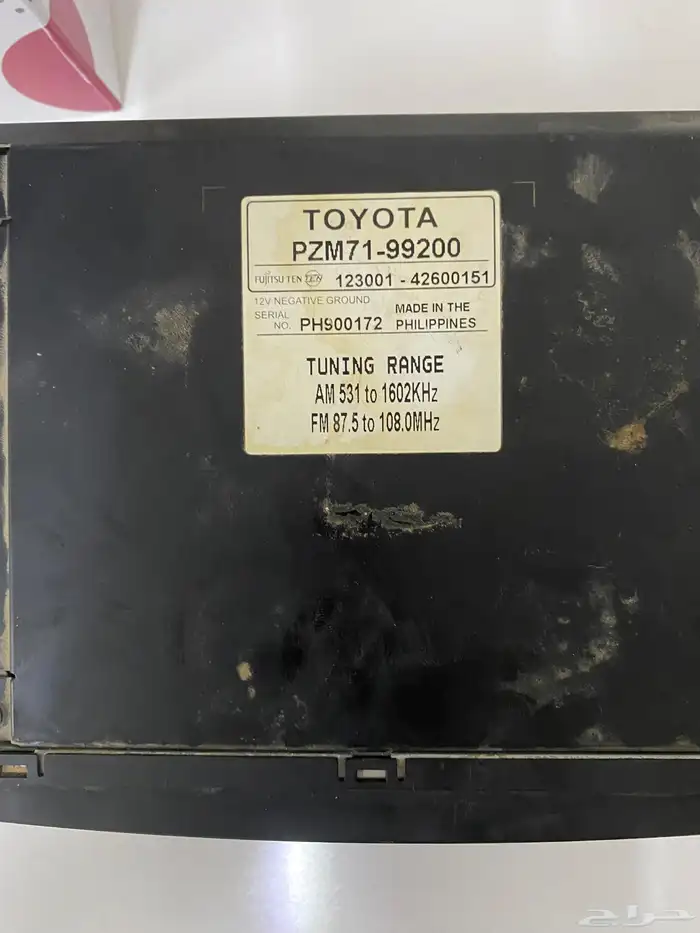 TOYOTA
PZM71-99200
FUJITSU TEN TEN 123001 - 42600151
12V NEGATIVE GROUND
SERIAL NO. PH900172
MADE IN THE PHILIPPINES
TUNING RANGE
AM 531 to 1602KHz
FM 87.5 to 108.0MHz
حراج